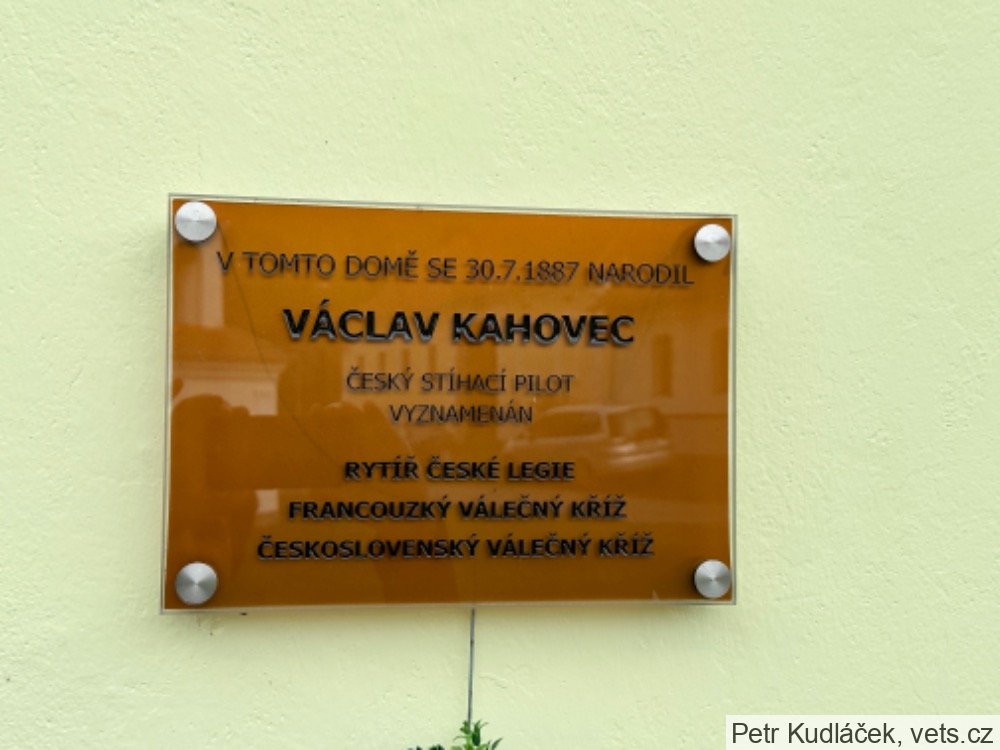 V TOMTO DOMĚ SE 30.7.1887 NARODIL
VÁCLAV KAHOVEC
ČESKÝ STÍHACÍ PILOT
VYZNAMENÁN
RYTÍŘ ČESKÉ LEGIE
FRANCOUZKÝ VÁLEČNÝ KŘÍŽ
ČESKOSLOVENSKÝ VÁLEČNÝ KŘÍŽ
Petr Kudláček, vets.cz